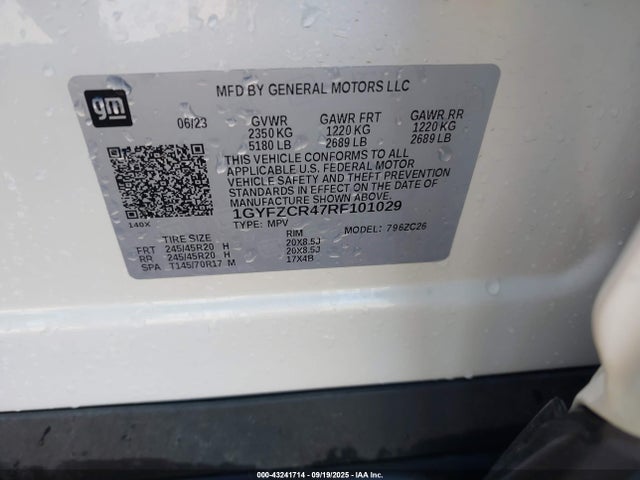 MFD BY GENERAL MOTORS LLC
gm
06/23 GVWR GAWR FRT GAWR RR
2350 KG 1220 KG 1220 KG
5180 LB 2689 LB 2689 LB
THIS VEHICLE CONFORMS TO ALL
APPLICABLE U.S. FEDERAL MOTOR
VEHICLE SAFETY AND THEFT PREVENTION
STANDARDS IN EFFECT ON THE DATE OF
MANUFACTURE SHOWN ABOVE.
1GYFZCR47RF101029
140X TYPE: MPV MODEL: 796ZC26
TIRE SIZE RIM
FRT 245/45R20 H 20X8.5J
RR 245/45R20 H 20X8.5J
SPA T145/70R17 M 17X4B
000-43241714 - 09/19/2025 - IAA Inc.